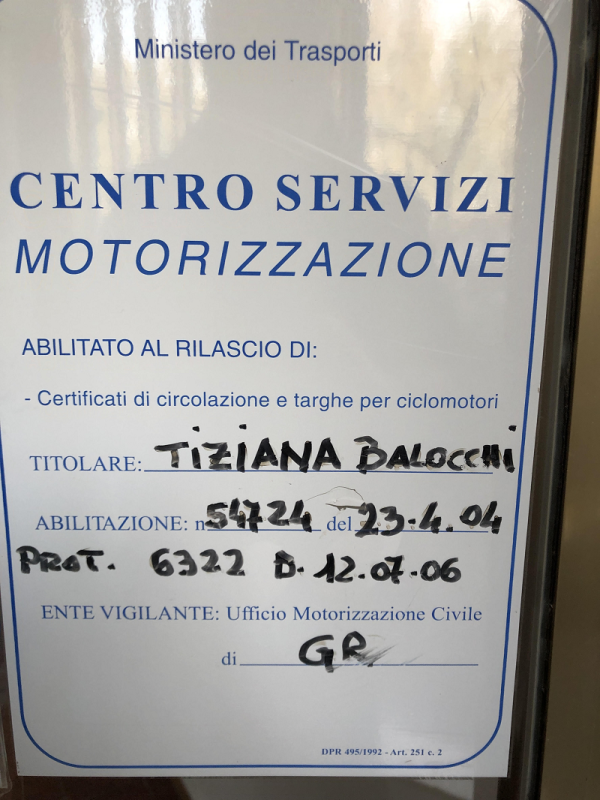 Ministero dei Trasporti
CENTRO SERVIZI
MOTORIZZAZIONE
ABILITATO AL RILASCIO DI:
- Certificati di circolazione e targhe per ciclomotori
TITOLARE: TIZIANA BALOCCHI
ABILITAZIONE: n 54724 del 23.4.04
PROT. 6322 D. 12.07.06
ENTE VIGILANTE: Ufficio Motorizzazione Civile
di GR
DPR 495/1992 - Art. 251 c. 2